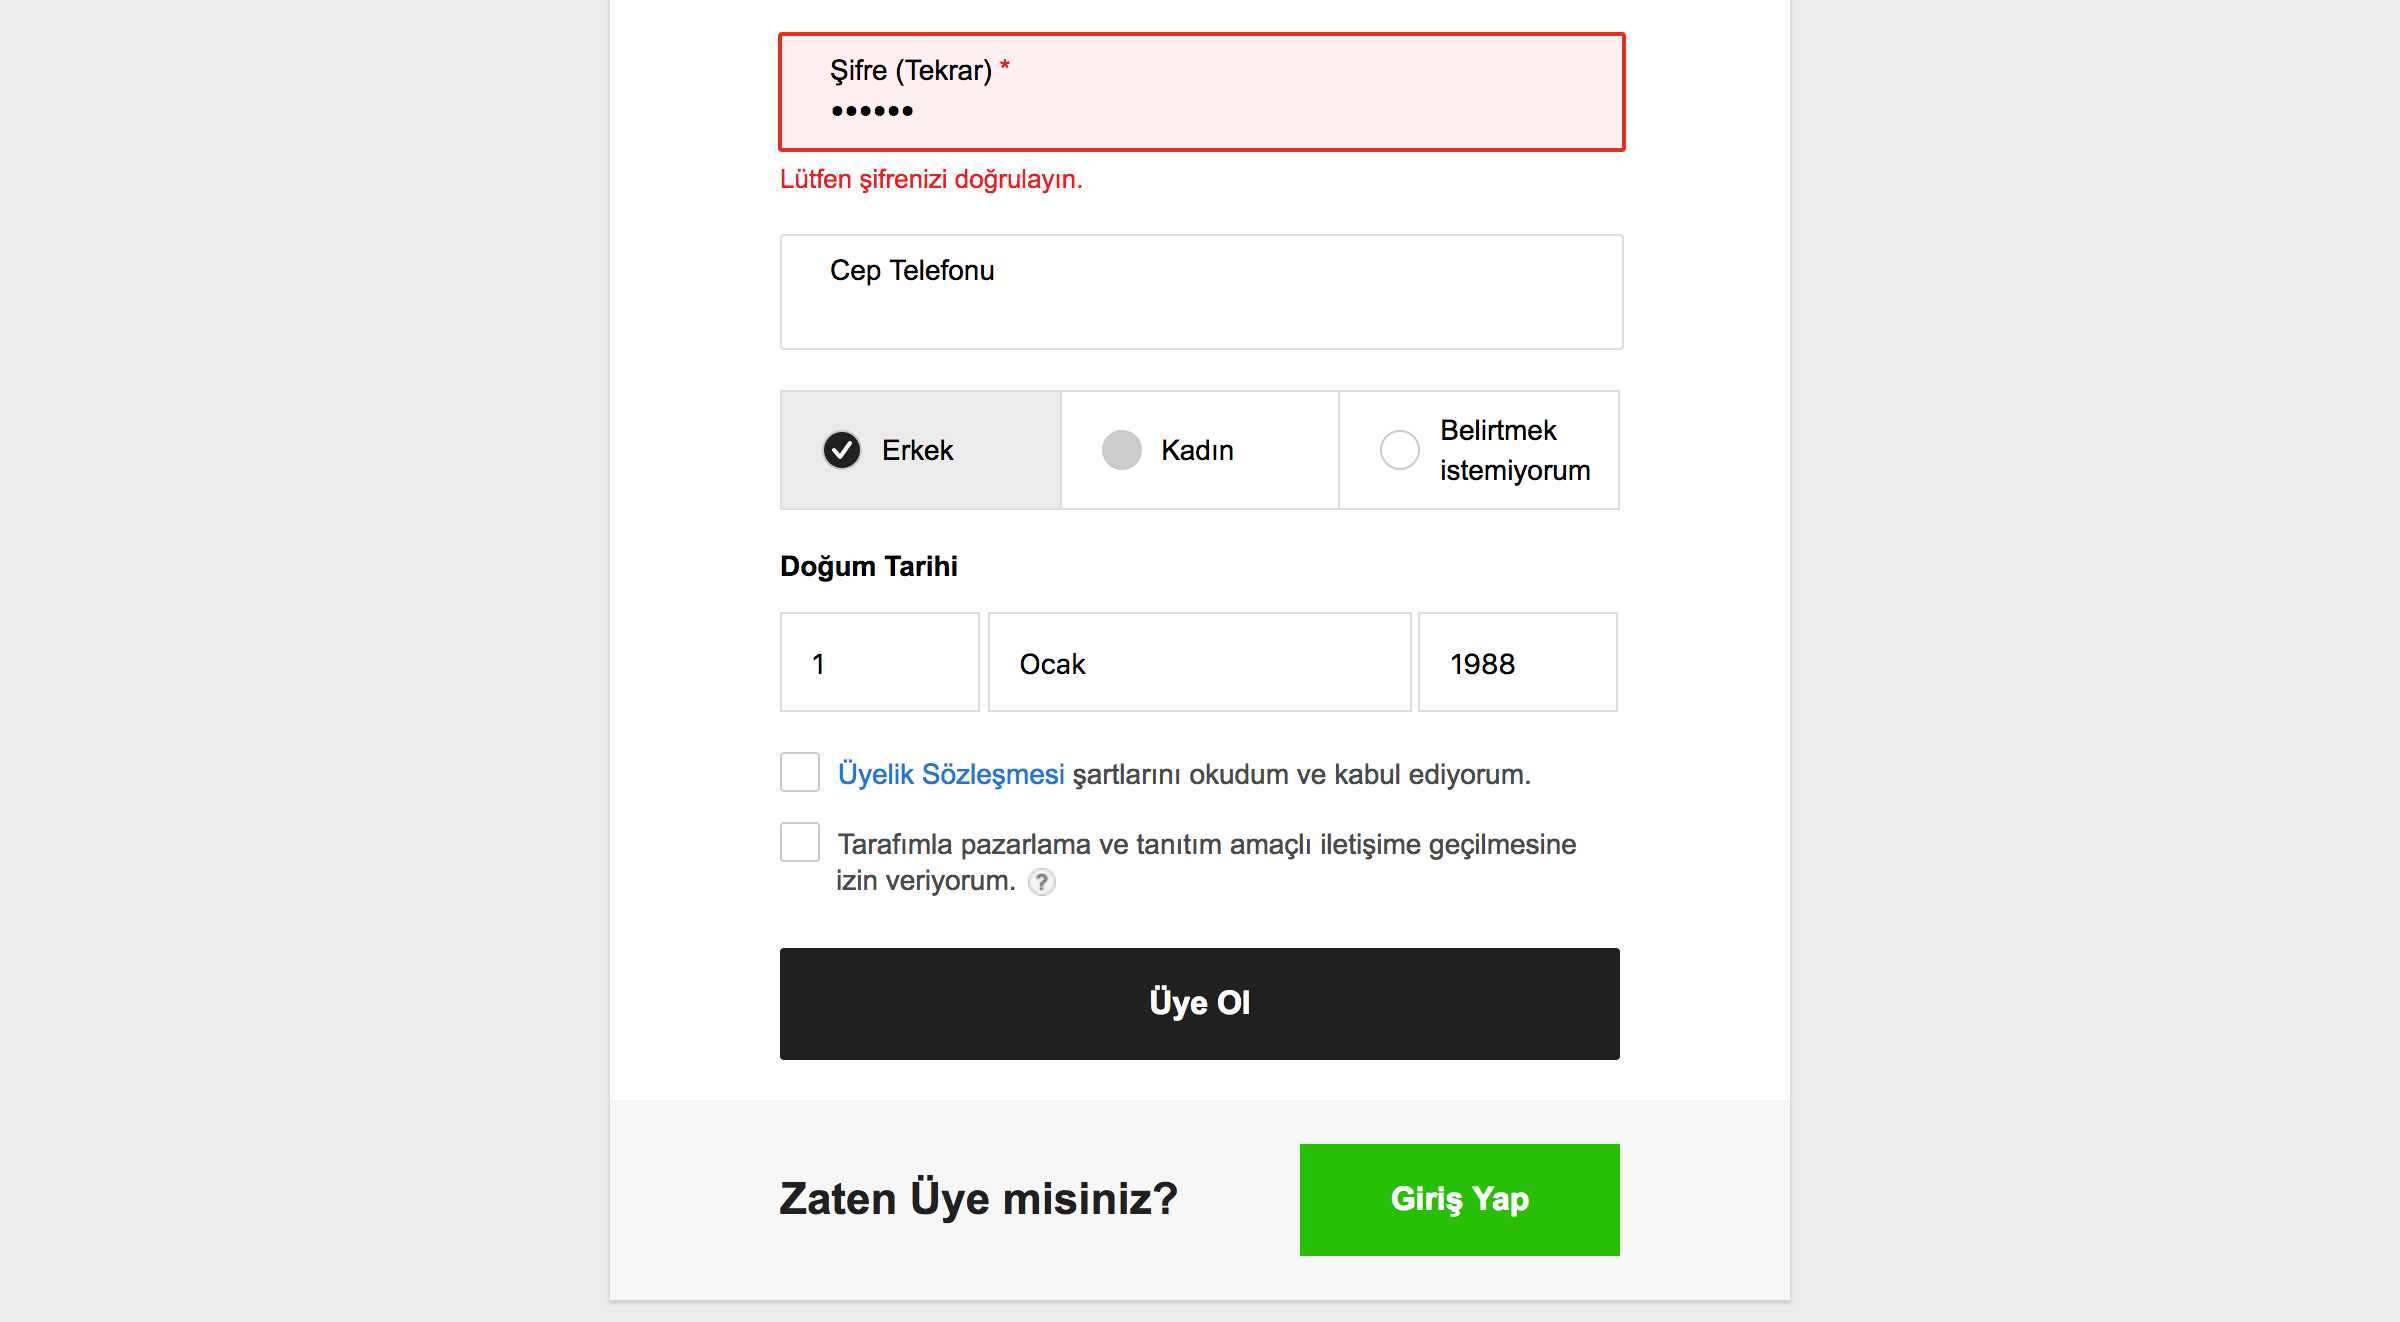 Şifre (Tekrar) *
••••••
Lütfen şifrenizi doğrulayın.
Cep Telefonu
Erkek
Kadın
Belirtmek
istemiyorum
Doğum Tarihi
1
Ocak
1988
Üyelik Sözleşmesi şartlarını okudum ve kabul ediyorum.
Tarafımla pazarlama ve tanıtım amaçlı iletişime geçilmesine
izin veriyorum. ?
Üye Ol
Zaten Üye misiniz?
Giriş Yap